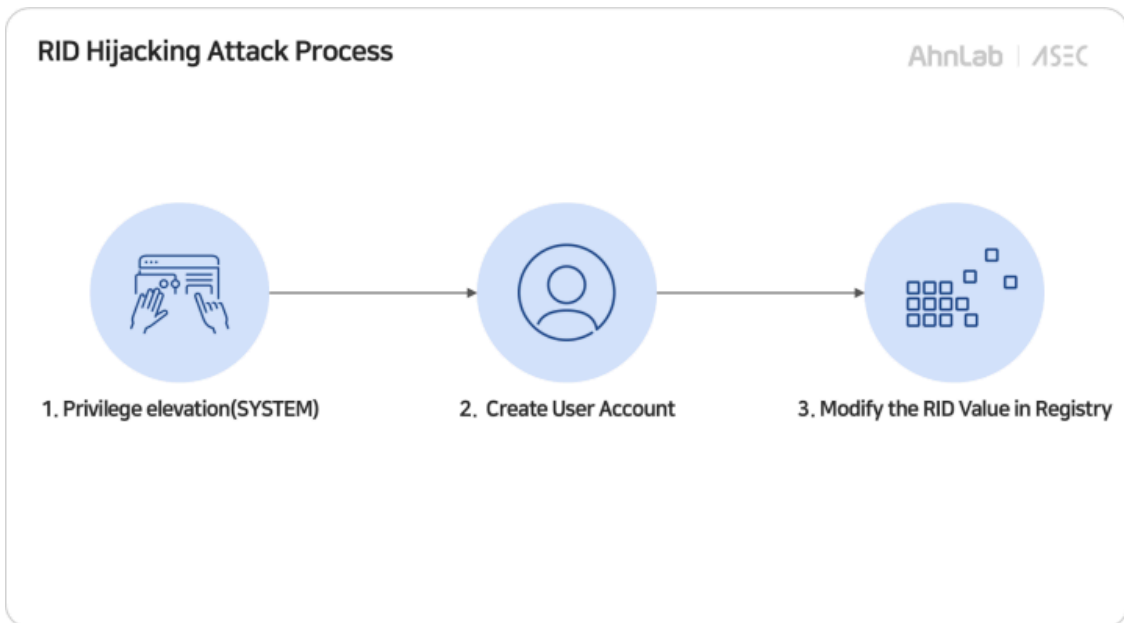 RID Hijacking Attack Process
AhnLab | ASEC
1. Privilege elevation(SYSTEM)
2. Create User Account
3. Modify the RID Value in Registry